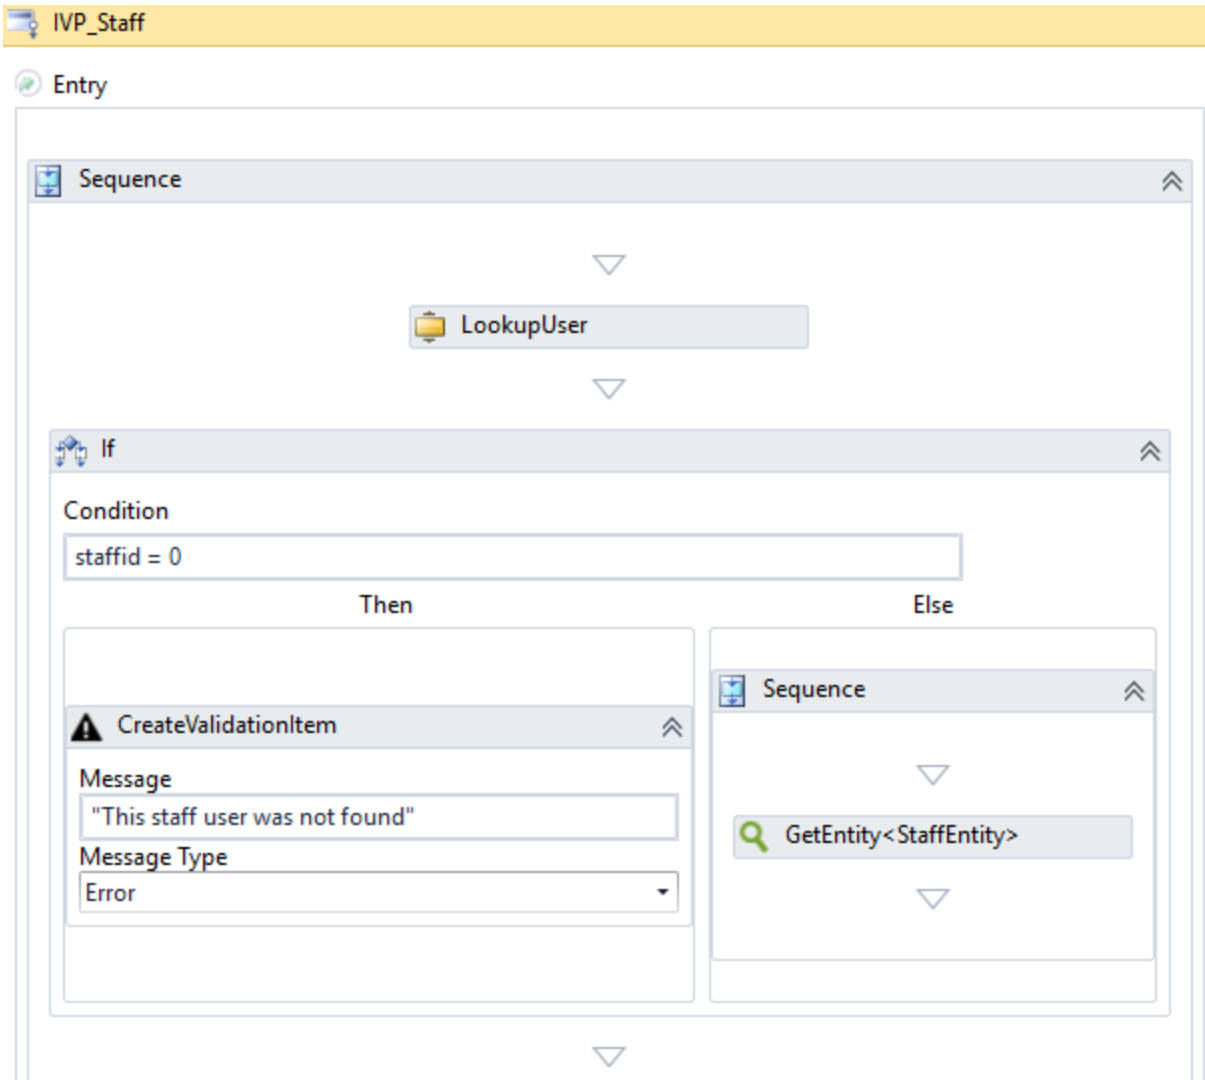 IVP_Staff
Entry
Sequence
LookupUser
If
Condition
staffid = 0
Then
Else
CreateValidationItem
Message
"This staff user was not found"
Message Type
Error
Sequence
GetEntity<StaffEntity>